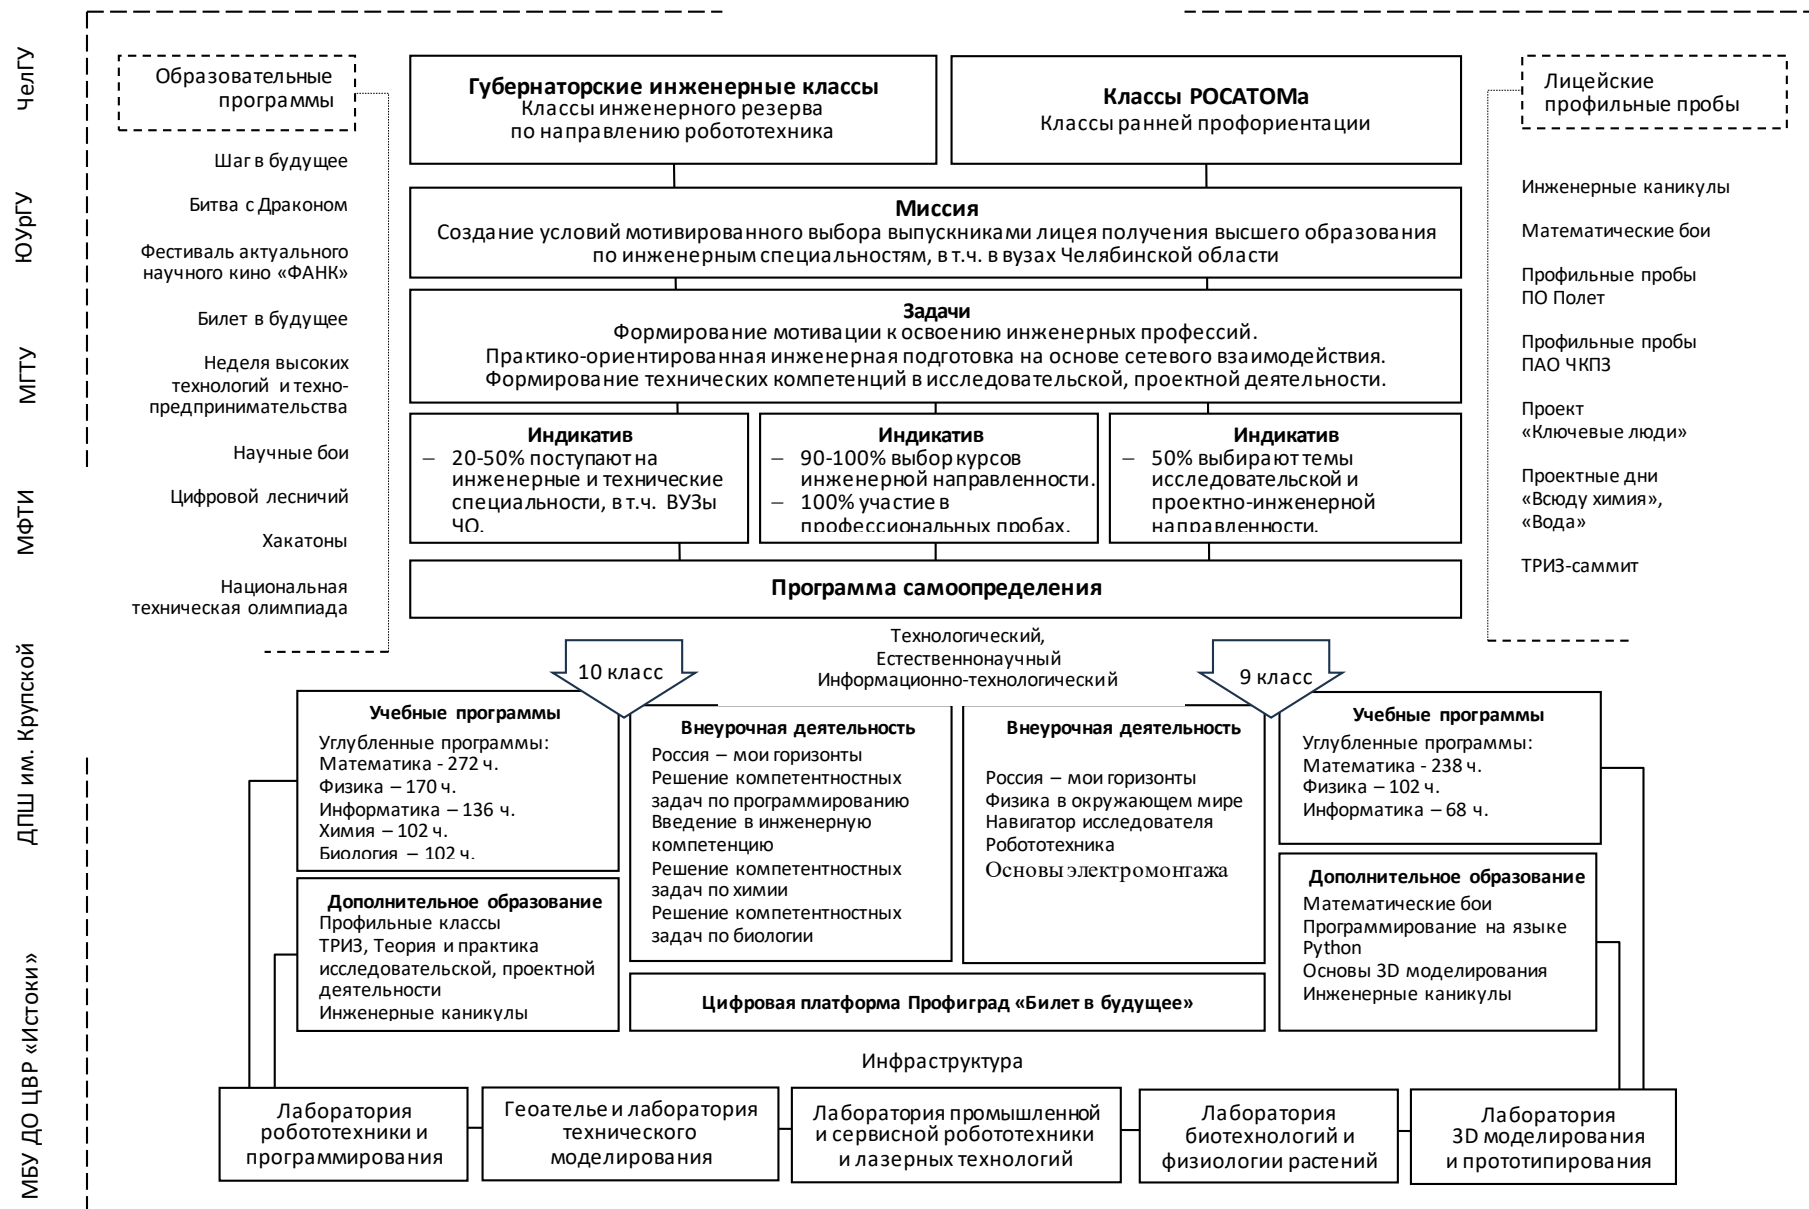 ЧелГУ
ЮУрГУ
МГТУ
МФТИ
ДПШ им. Крупской
МБУ ДО ЦВР «Истоки»
Образовательные
программы
Шаг в будущее
Битва с Драконом
Фестиваль актуального
научного кино «ФАНК»
Билет в будущее
Неделя высоких
технологий и техно-
предпринимательства
Научные бои
Цифровой лесничий
Хакатоны
Национальная
техническая олимпиада
Губернаторские инженерные классы
Классы инженерного резерва
по направлению робототехника
Классы РОСАТОМа
Классы ранней профориентации
Миссия
Создание условий мотивированного выбора выпускниками лицея получения высшего образования
по инженерным специальностям, в т.ч. в вузах Челябинской области
Задачи
Формирование мотивации к освоению инженерных профессий.
Практико-ориентированная инженерная подготовка на основе сетевого взаимодействия.
Формирование технических компетенций в исследовательской, проектной деятельности.
Индикатив
– 20-50% поступают на
инженерные и технические
специальности, в т.ч. ВУЗы
ЧО.
Индикатив
– 90-100% выбор курсов
инженерной направленности.
– 100% участие в
профессиональных пробах.
Индикатив
– 50% выбирают темы
исследовательской и
проектно-инженерной
направленности.
Программа самоопределения
Лицейские
профильные пробы
Инженерные каникулы
Математические бои
Профильные пробы
ПО Полет
Профильные пробы
ПАО ЧКПЗ
Проект
«Ключевые люди»
Проектные дни
«Всюду химия»,
«Вода»
ТРИЗ-саммит
10 класс
Технологический,
Естественнонаучный
Информационно-технологический
9 класс
Учебные программы
Углубленные программы:
Математика - 272 ч.
Физика – 170 ч.
Информатика – 136 ч.
Химия – 102 ч.
Биология – 102 ч.
Дополнительное образование
Профильные классы
ТРИЗ, Теория и практика
исследовательской, проектной
деятельности
Инженерные каникулы
Внеурочная деятельность
Россия – мои горизонты
Решение компетентностных
задач по программированию
Введение в инженерную
компетенцию
Решение компетентностных
задач по химии
Решение компетентностных
задач по биологии
Внеурочная деятельность
Россия – мои горизонты
Физика в окружающем мире
Навигатор исследователя
Робототехника
Основы электромонтажа
Учебные программы
Углубленные программы:
Математика - 238 ч.
Физика – 102 ч.
Информатика – 68 ч.
Дополнительное образование
Математические бои
Программирование на языке
Python
Основы 3D моделирования
Инженерные каникулы
Цифровая платформа Профиград «Билет в будущее»
Инфраструктура
Лаборатория
робототехники и
программирования
Геоателье и лаборатория
технического
моделирования
Лаборатория промышленной
и сервисной робототехники
и лазерных технологий
Лаборатория
биотехнологий и
физиологии растений
Лаборатория
3D моделирования
и прототипирования